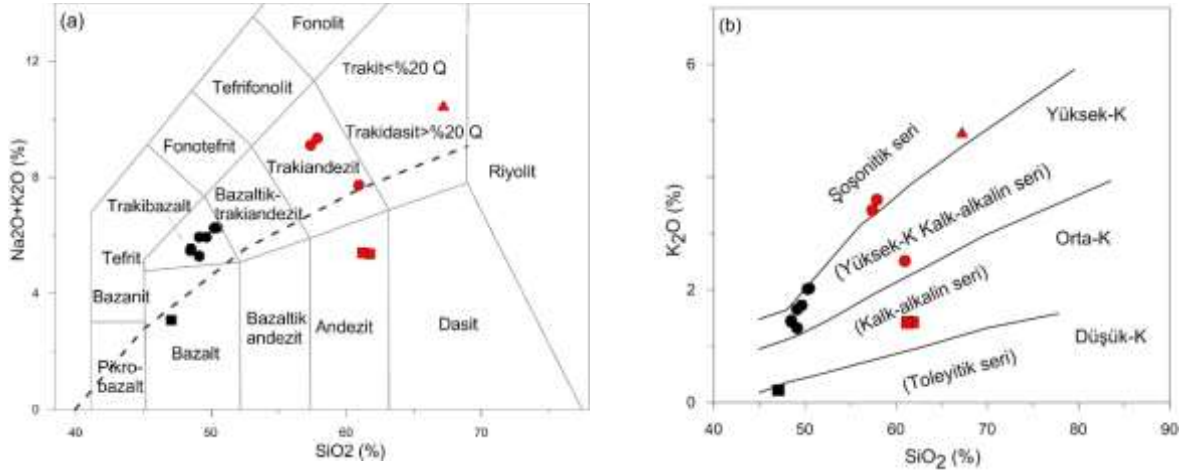 (a)
Fonolit
12
Trakit<%20 Q
Tefrifonolit
Fonotefrit
Trakidasit>%20 Q
Trakiandezit
8
Riyolit
Trakibazalt
Bazaltik-
trakiandezit
Tefrit
Bazanit
4
Bazaltik
andezit
Andezit
Dasit
Bazalt
Pikro-
bazalt
0
40
50
60
70
SiO2 (%)
Na2O+K2O (%)
(b)
6
Yüksek-K
Şoşonitik seri
(Yüksek-K Kalk-alkalin seri)
Orta-K
2
(Kalk-alkalin seri)
Düşük-K
(Toleyitik seri)
0
40
50
60
70
80
90
SiO₂ (%)
K₂O (%)